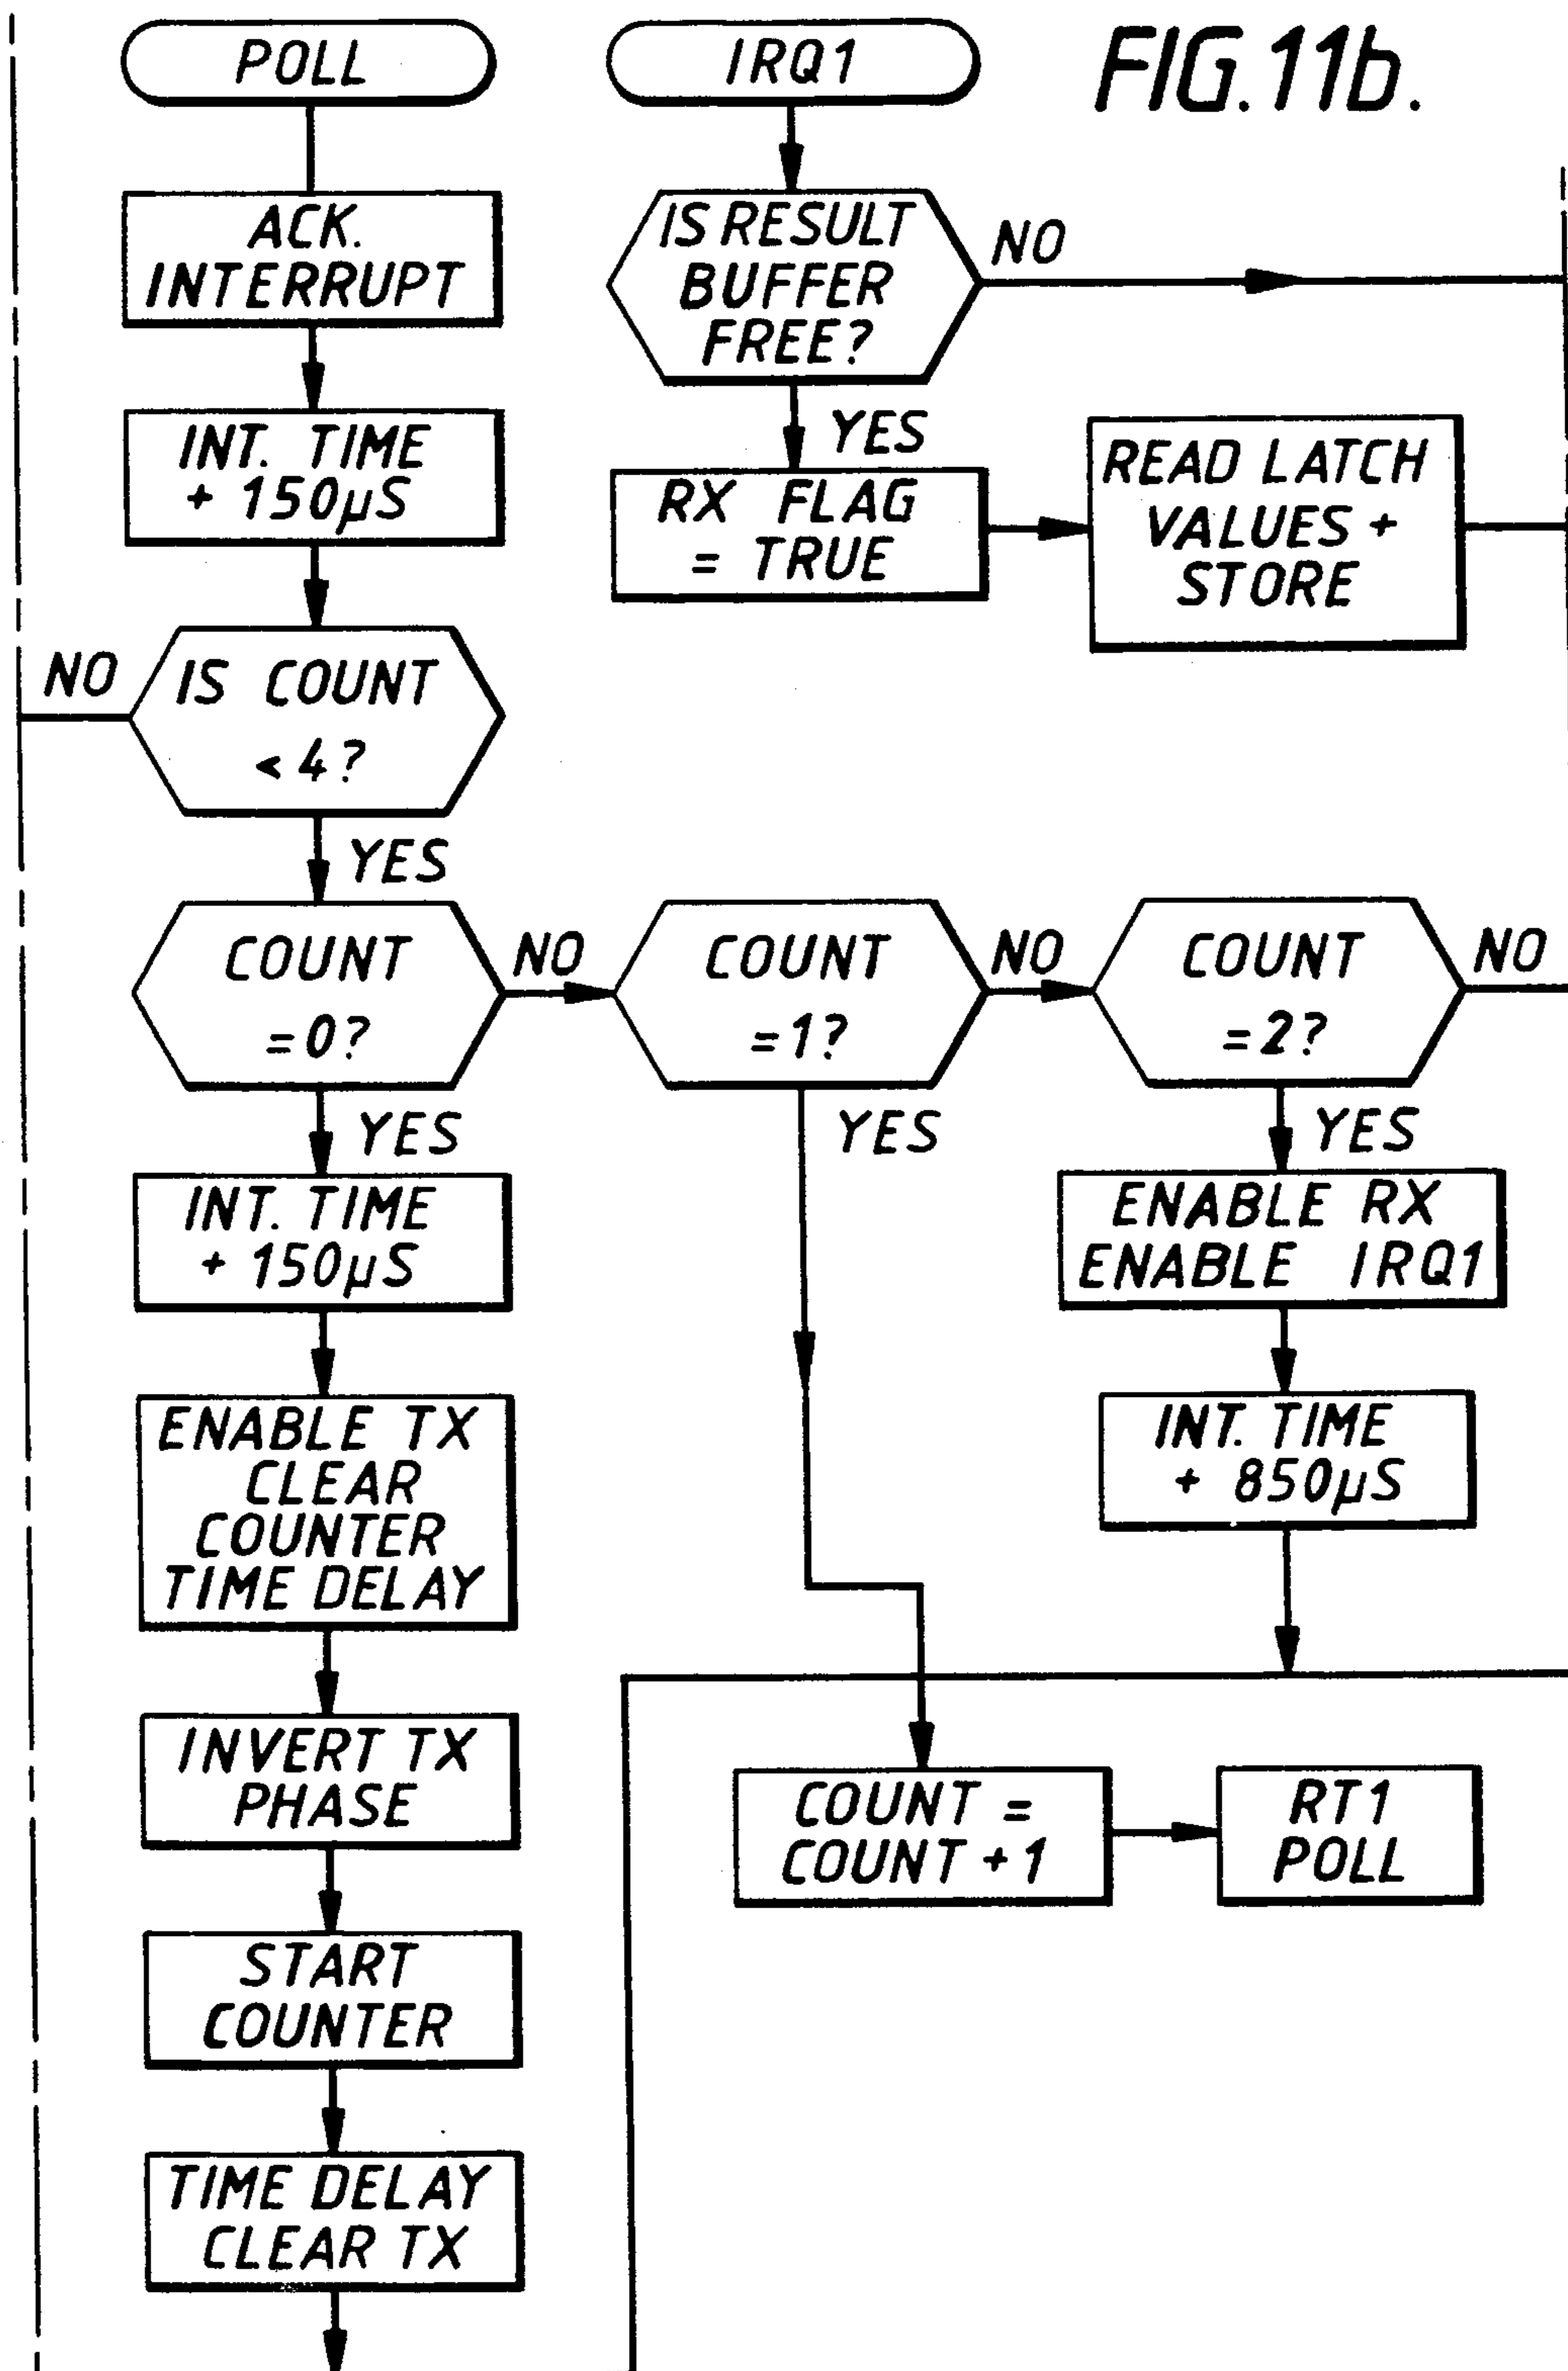 FIG.11b.
POLL
ACK.
INTERRUPT
INT. TIME
+ 150μS
IS COUNT
< 4?
NO
YES
COUNT
=0?
NO
YES
INT. TIME
+ 150μS
ENABLE TX
CLEAR
COUNTER
TIME DELAY
INVERT TX
PHASE
START
COUNTER
TIME DELAY
CLEAR TX
IRQ1
IS RESULT
BUFFER
FREE?
NO
YES
RX FLAG
= TRUE
READ LATCH
VALUES +
STORE
COUNT
=1?
NO
YES
COUNT
=2?
NO
YES
ENABLE RX
ENABLE IRQ1
INT. TIME
+ 850μS
COUNT =
COUNT +1
RT1
POLL